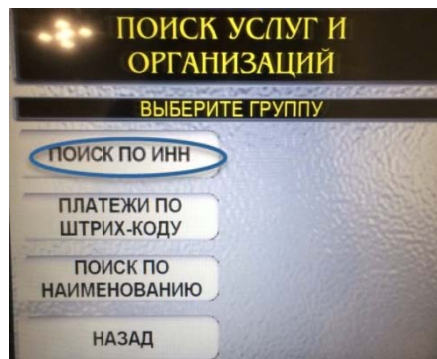 ПОИСК УСЛУГ И
ОРГАНИЗАЦИЙ
ВЫБЕРИТЕ ГРУППУ
ПОИСК ПО ИНН
ПЛАТЕЖИ ПО
ШТРИХ-КОДУ
ПОИСК ПО
НАИМЕНОВАНИЮ
НАЗАД